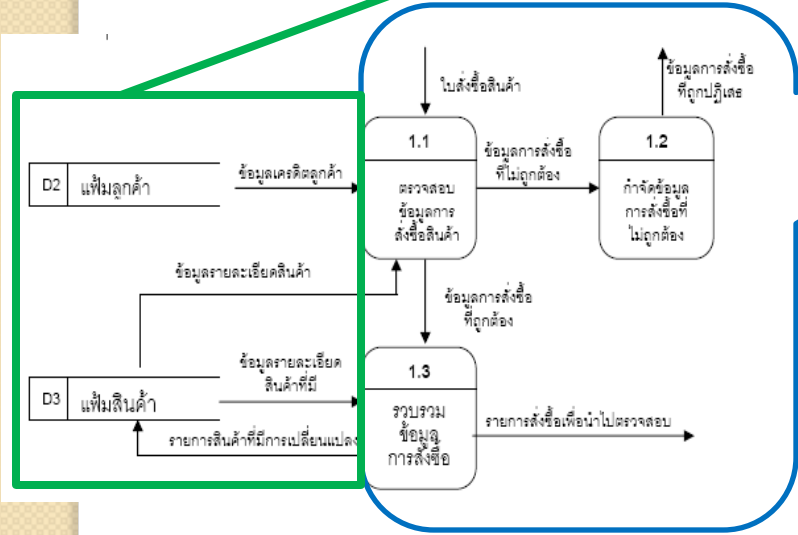 ใบสั่งซื้อสินค้า
ข้อมูลการสั่งซื้อ
ที่ถูกปฏิเสธ
1.1
ตรวจสอบ
ข้อมูลการ
สั่งซื้อสินค้า
ข้อมูลการสั่งซื้อ
ที่ไม่ถูกต้อง
1.2
กำจัดข้อมูล
การสั่งซื้อที่
ไม่ถูกต้อง
D2
แฟ้มลูกค้า
ข้อมูลเครดิตลูกค้า
ข้อมูลรายละเอียดสินค้า
ข้อมูลการสั่งซื้อ
ที่ถูกต้อง
D3
แฟ้มสินค้า
ข้อมูลรายละเอียด
สินค้าที่มี
รายการสินค้าที่มีการเปลี่ยนแปลง
1.3
รวบรวม
ข้อมูล
การสั่งซื้อ
รายการสั่งซื้อเพื่อนำไปตรวจสอบ